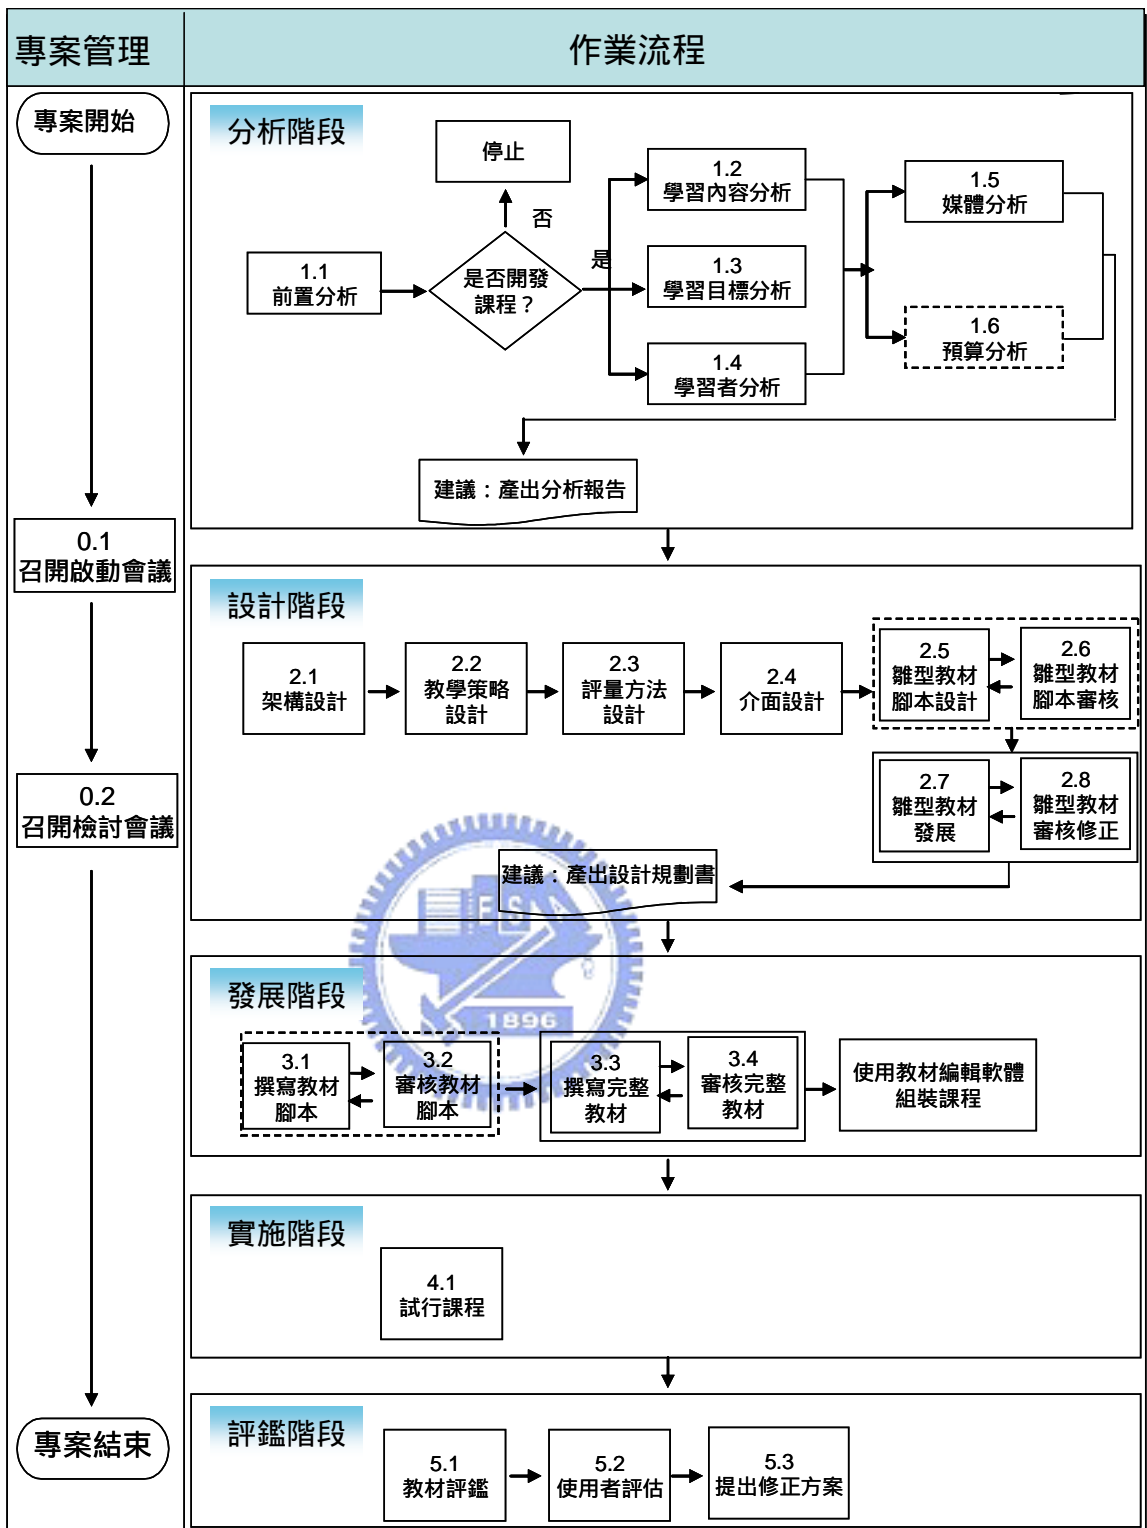 專案管理
作業流程
專案開始
0.1
召開啟動會議
0.2
召開檢討會議
專案結束
分析階段
停止
否
1.1
前置分析
是否開發
課程？
是
1.2
學習內容分析
1.3
學習目標分析
1.4
學習者分析
1.5
媒體分析
1.6
預算分析
建議：產出分析報告
設計階段
2.1
架構設計
2.2
教學策略
設計
2.3
評量方法
設計
2.4
介面設計
2.5
雛型教材
腳本設計
2.6
雛型教材
腳本審核
2.7
雛型教材
發展
2.8
雛型教材
審核修正
建議：產出設計規劃書
E S A
1896
發展階段
3.1
撰寫教材
腳本
3.2
審核教材
腳本
3.3
撰寫完整
教材
3.4
審核完整
教材
使用教材編輯軟體
組裝課程
實施階段
4.1
試行課程
評鑑階段
5.1
教材評鑑
5.2
使用者評估
5.3
提出修正方案